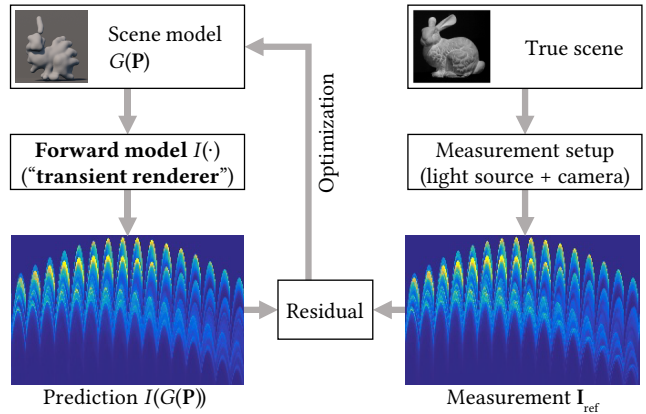 Scene model
G(P)
True scene
Optimization
Forward model I(·)
(“transient renderer”)
Measurement setup
(light source + camera)
Residual
Prediction I(G(P))
Measurement I_ref